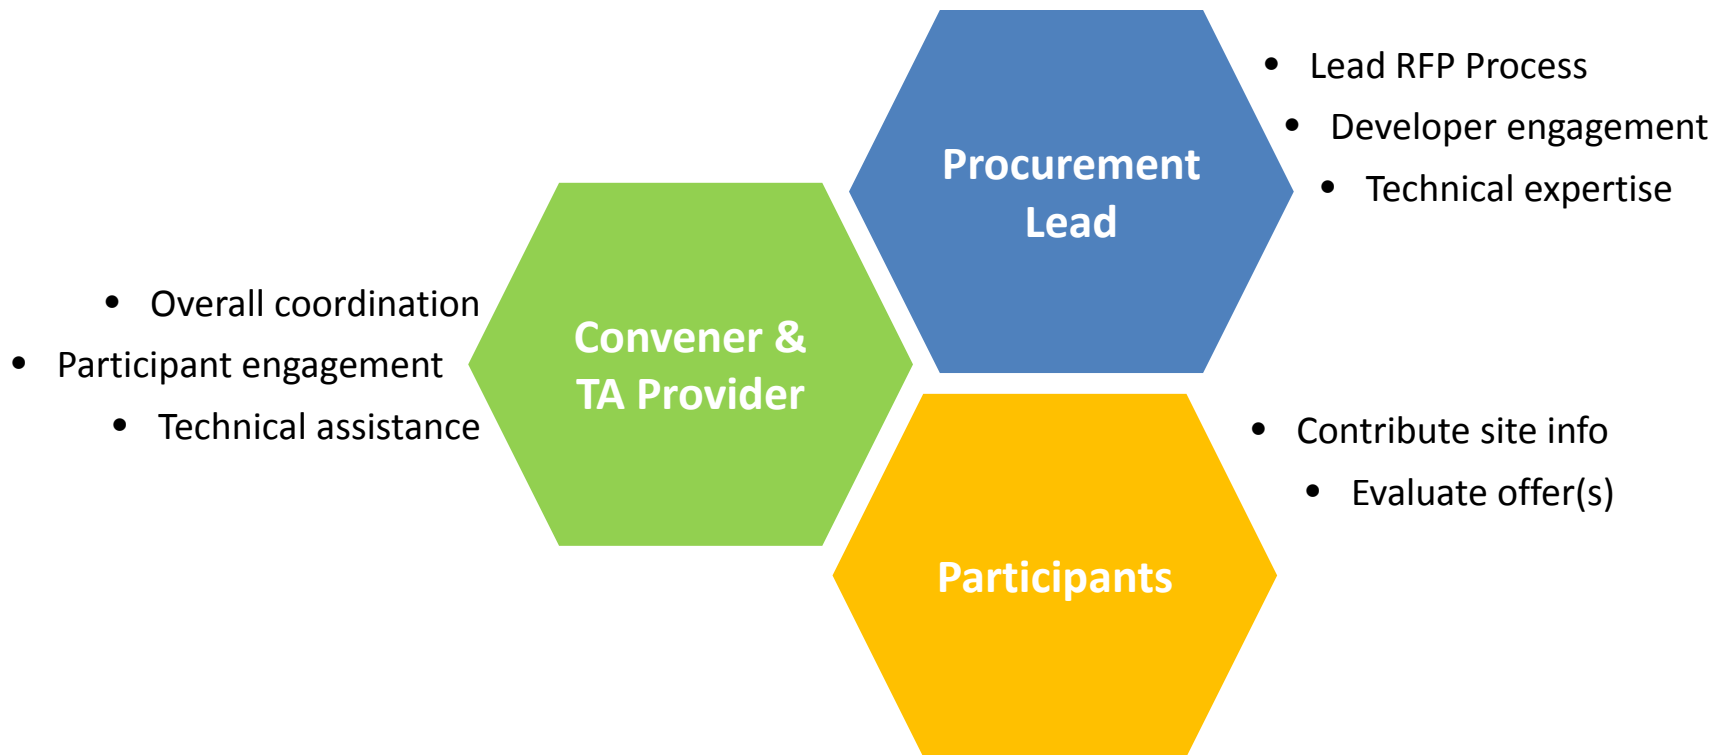 • Lead RFP Process
• Developer engagement
• Technical expertise
Procurement
Lead
• Overall coordination
• Participant engagement
• Technical assistance
Convener &
TA Provider
• Contribute site info
• Evaluate offer(s)
Participants